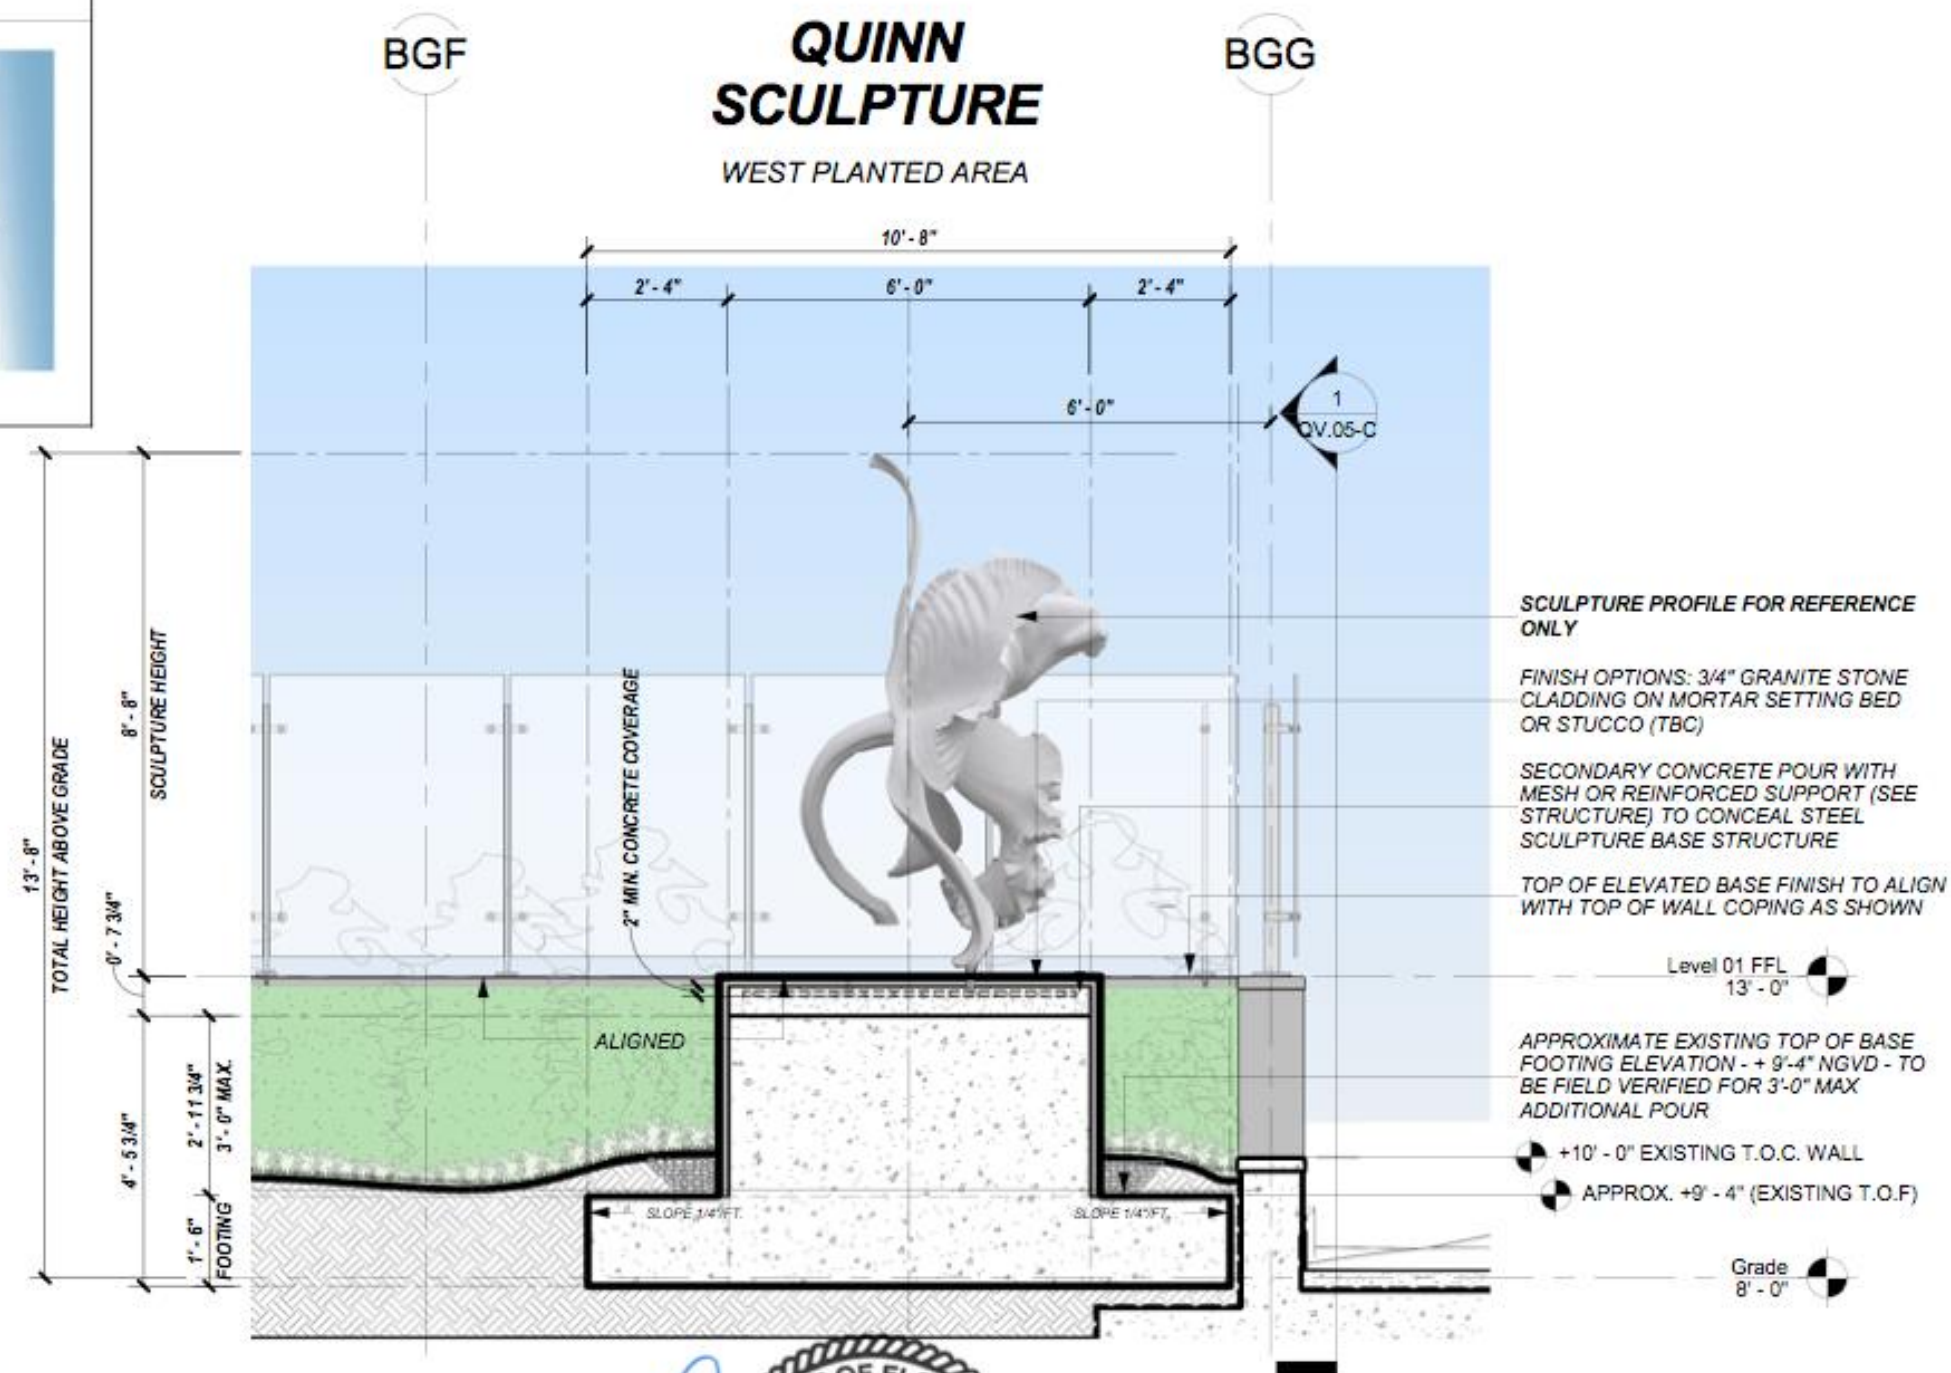 BGF
QUINN
SCULPTURE
BGG
WEST PLANTED AREA
10' - 8"
2' - 4"
6' - 0"
2' - 4"
6' - 0"
1
QV.05-C
13' - 8"
TOTAL HEIGHT ABOVE GRADE
8' - 8"
SCULPTURE HEIGHT
0' - 7 3/4"
2" MIN. CONCRETE COVERAGE
4' - 5 3/4"
2' - 11 3/4"
3' - 0" MAX.
1' - 6"
FOOTING
ALIGNED
SLOPE 1/4"/FT.
SLOPE 1/4"/FT.
SCULPTURE PROFILE FOR REFERENCE
ONLY
FINISH OPTIONS: 3/4" GRANITE STONE
CLADDING ON MORTAR SETTING BED
OR STUCCO (TBC)
SECONDARY CONCRETE POUR WITH
MESH OR REINFORCED SUPPORT (SEE
STRUCTURE) TO CONCEAL STEEL
SCULPTURE BASE STRUCTURE
TOP OF ELEVATED BASE FINISH TO ALIGN
WITH TOP OF WALL COPING AS SHOWN
Level 01 FFL
13' - 0"
APPROXIMATE EXISTING TOP OF BASE
FOOTING ELEVATION - + 9'-4" NGVD - TO
BE FIELD VERIFIED FOR 3'-0" MAX
ADDITIONAL POUR
+10' - 0" EXISTING T.O.C. WALL
APPROX. +9' - 4" (EXISTING T.O.F)
Grade
8' - 0"
OF